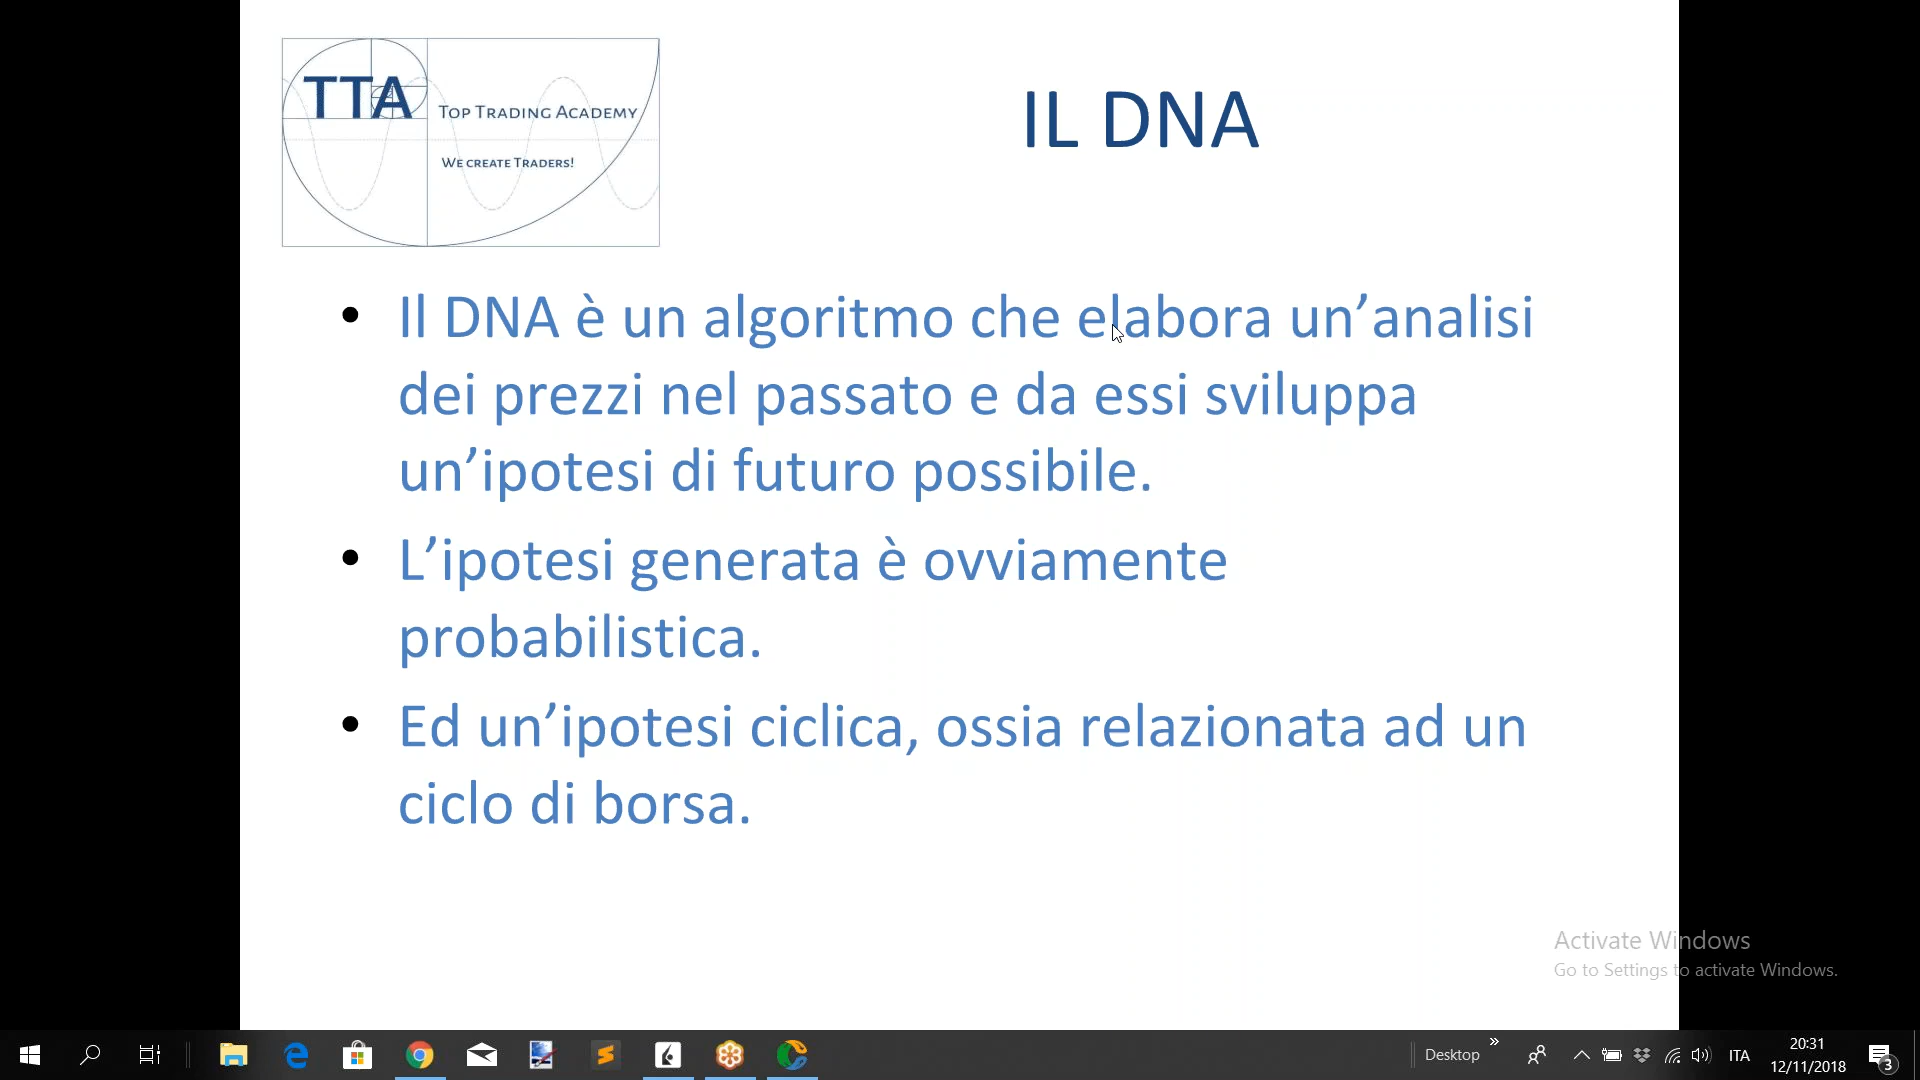 TTA
TOP TRADING ACADEMY
WE CREATE TRADERS!
IL DNA
• Il DNA è un algoritmo che elabora un’analisi
dei prezzi nel passato e da essi sviluppa
un’ipotesi di futuro possibile.
• L’ipotesi generata è ovviamente
probabilistica.
• Ed un’ipotesi ciclica, ossia relazionata ad un
ciclo di borsa.
Activate Windows
Go to Settings to activate Windows.
Desktop
ITA
20:31
12/11/2018
3